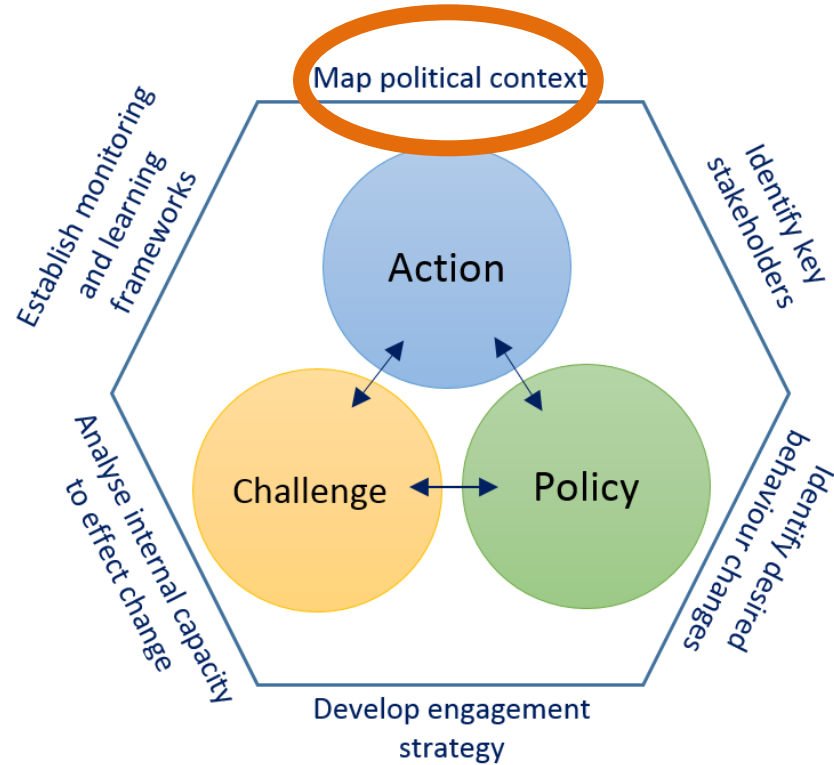 Map political context
Identify key
stakeholders
Identify desired
behaviour changes
Develop engagement
strategy
Analyse internal capacity
to effect change
Establish monitoring
and learning
frameworks
Action
Challenge
Policy